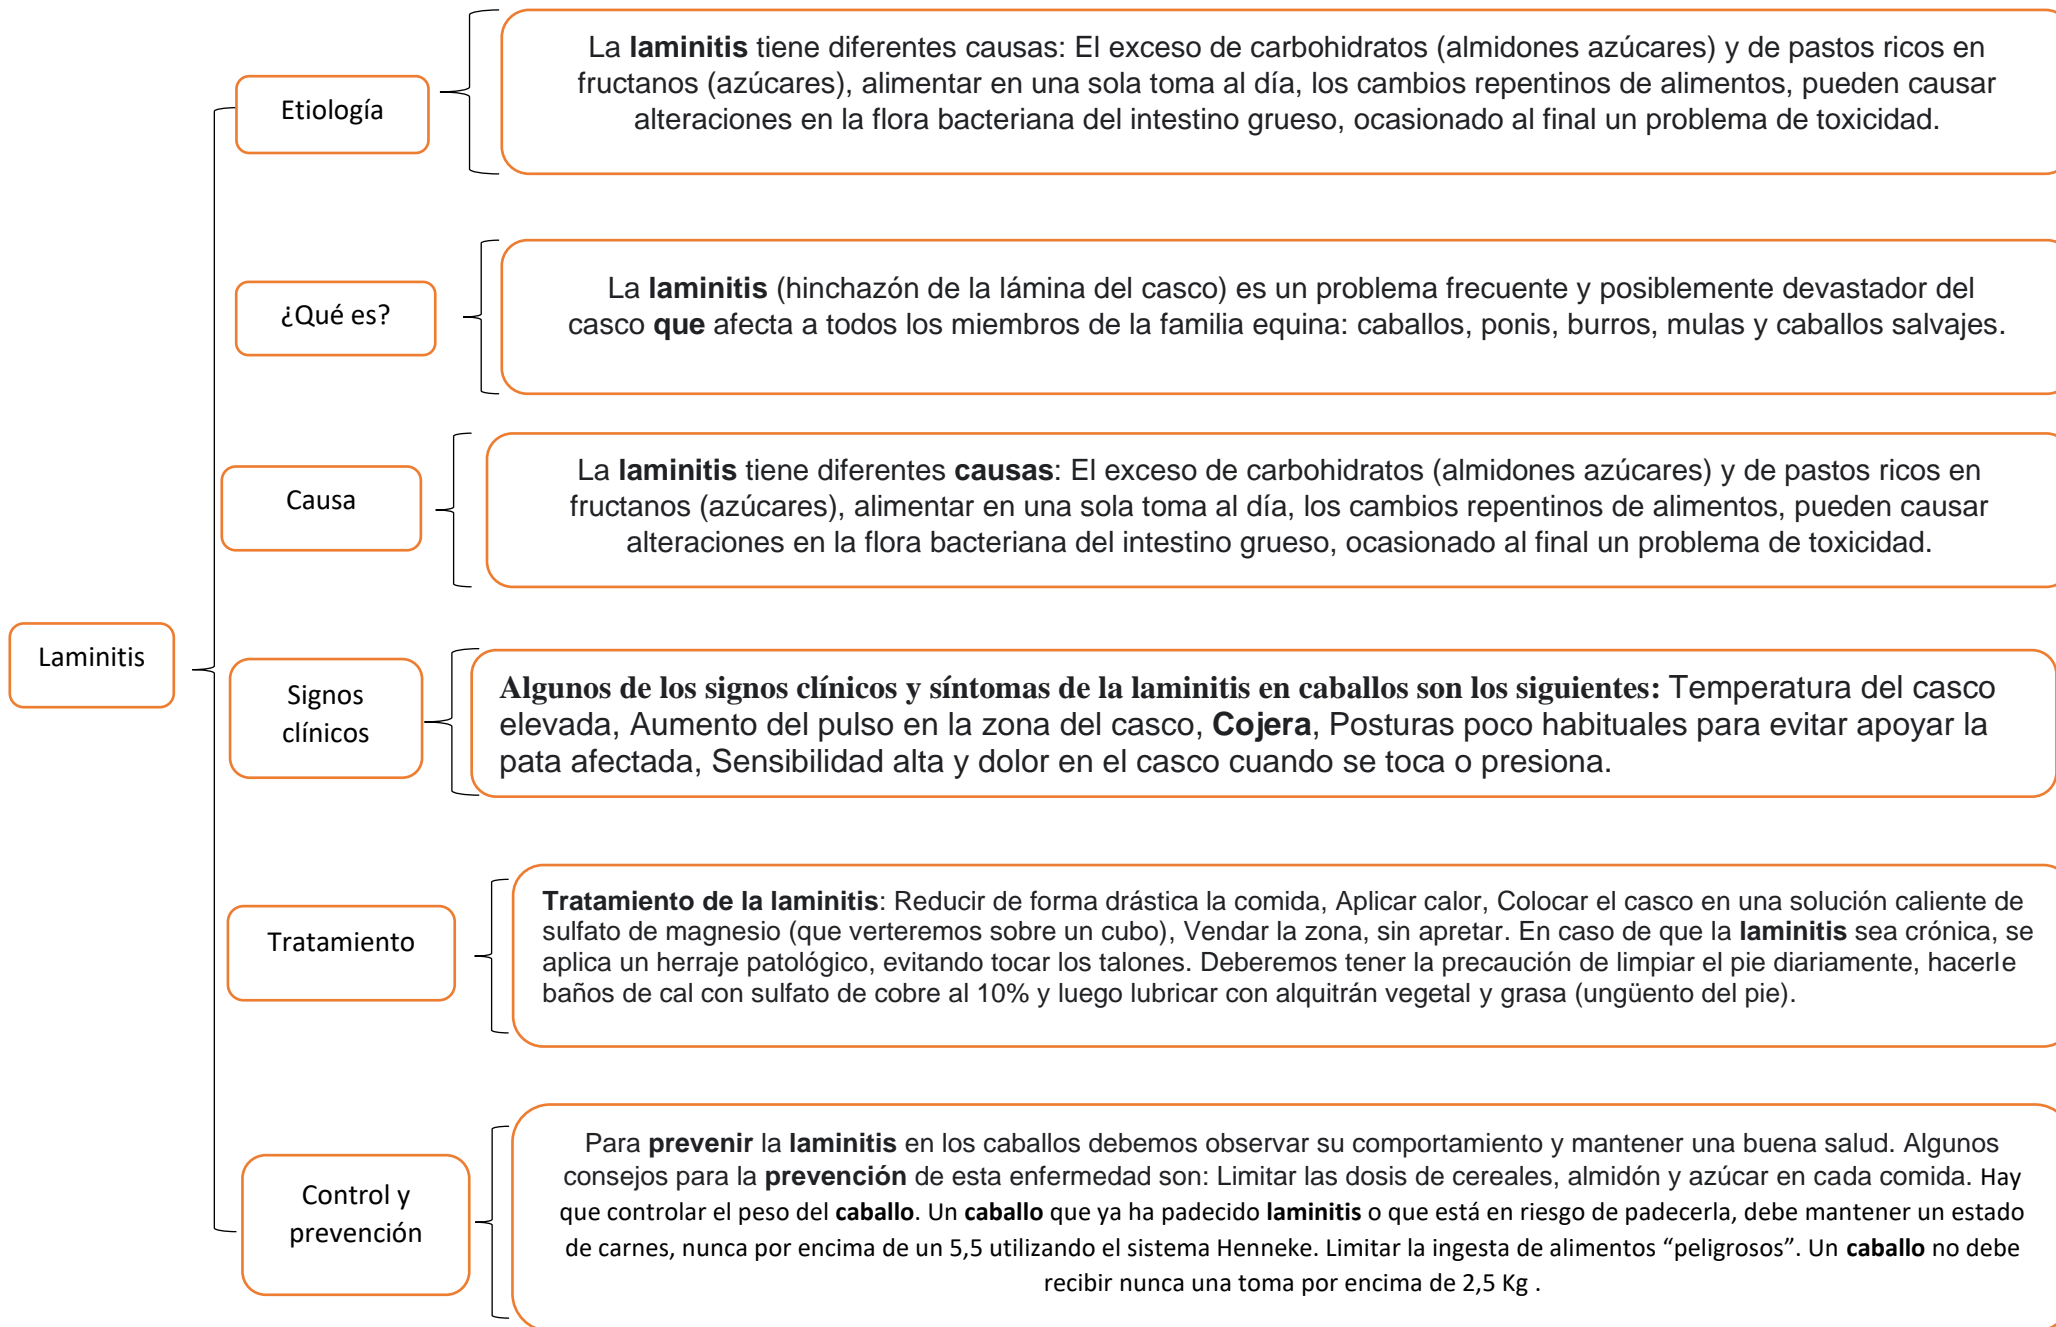 La laminitis tiene diferentes causas: El exceso de carbohidratos (almidones azúcares) y de pastos ricos en
fructanos (azúcares), alimentar en una sola toma al día, los cambios repentinos de alimentos, pueden causar
alteraciones en la flora bacteriana del intestino grueso, ocasionado al final un problema de toxicidad.
Etiología
¿Qué es?
La laminitis (hinchazón de la lámina del casco) es un problema frecuente y posiblemente devastador del
casco que afecta a todos los miembros de la familia equina: caballos, ponis, burros, mulas y caballos salvajes.
Causa
La laminitis tiene diferentes causas: El exceso de carbohidratos (almidones azúcares) y de pastos ricos en
fructanos (azúcares), alimentar en una sola toma al día, los cambios repentinos de alimentos, pueden causar
alteraciones en la flora bacteriana del intestino grueso, ocasionado al final un problema de toxicidad.
Laminitis
Signos
clínicos
Algunos de los signos clínicos y síntomas de la laminitis en caballos son los siguientes: Temperatura del casco
elevada, Aumento del pulso en la zona del casco, Cojera, Posturas poco habituales para evitar apoyar la
pata afectada, Sensibilidad alta y dolor en el casco cuando se toca o presiona.
Tratamiento
Tratamiento de la laminitis: Reducir de forma drástica la comida, Aplicar calor, Colocar el casco en una solución caliente de
sulfato de magnesio (que verteremos sobre un cubo), Vendar la zona, sin apretar. En caso de que la laminitis sea crónica, se
aplica un herraje patológico, evitando tocar los talones. Deberemos tener la precaución de limpiar el pie diariamente, hacerle
baños de cal con sulfato de cobre al 10% y luego lubricar con alquitrán vegetal y grasa (ungüento del pie).
Control y
prevención
Para prevenir la laminitis en los caballos debemos observar su comportamiento y mantener una buena salud. Algunos
consejos para la prevención de esta enfermedad son: Limitar las dosis de cereales, almidón y azúcar en cada comida. Hay
que controlar el peso del caballo. Un caballo que ya ha padecido laminitis o que está en riesgo de padecerla, debe mantener un estado
de carnes, nunca por encima de un 5,5 utilizando el sistema Henneke. Limitar la ingesta de alimentos “peligrosos”. Un caballo no debe
recibir nunca una toma por encima de 2,5 Kg .